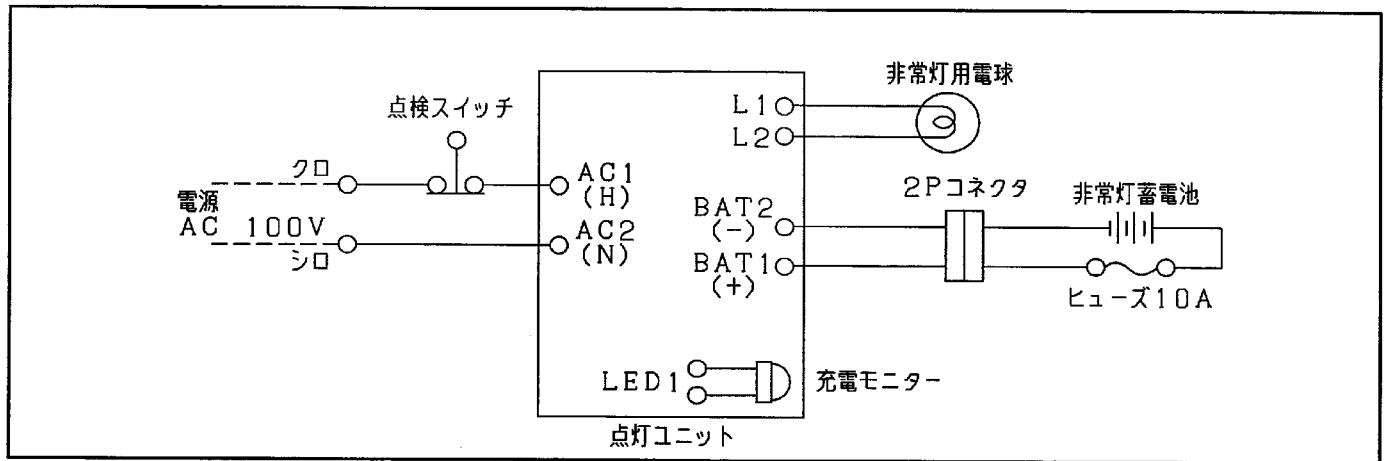 非常灯用電球
点検スイッチ
L1
L2
クロ
電源
AC 100V
シロ
AC1
(H)
AC2
(N)
2Pコネクタ
非常灯蓄電池
BAT2
(-)
BAT1
(+)
ヒューズ10A
LED1
充電モニター
点灯ユニット